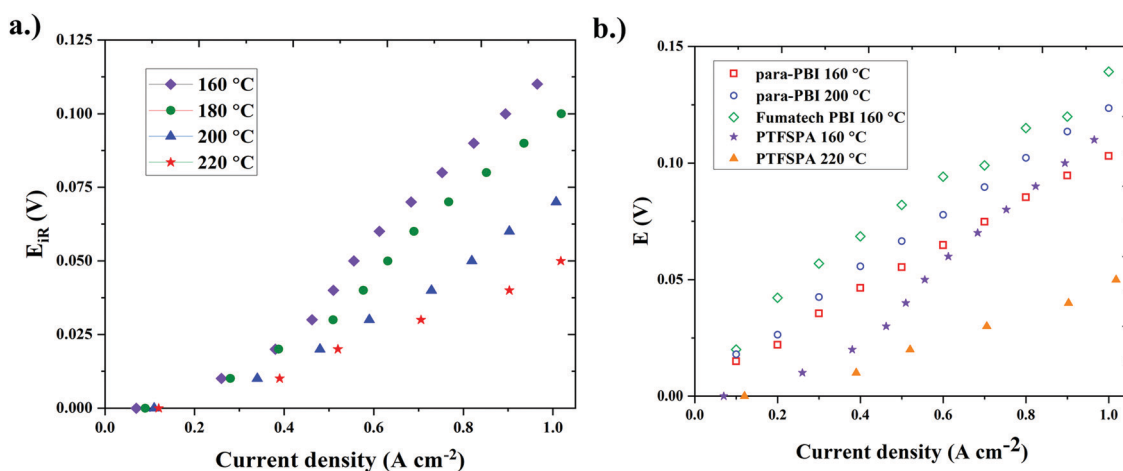 a.)
0.125
0.100
0.075
0.050
0.025
0.000
E_iR (V)
160 °C
180 °C
200 °C
220 °C
0.0 0.2 0.4 0.6 0.8 1.0
Current density (A cm⁻²)
b.)
0.15
0.10
0.05
0.00
E (V)
para-PBI 160 °C
para-PBI 200 °C
Fumatech PBI 160 °C
PTFSPA 160 °C
PTFSPA 220 °C
0.0 0.2 0.4 0.6 0.8 1.0
Current density (A cm⁻²)